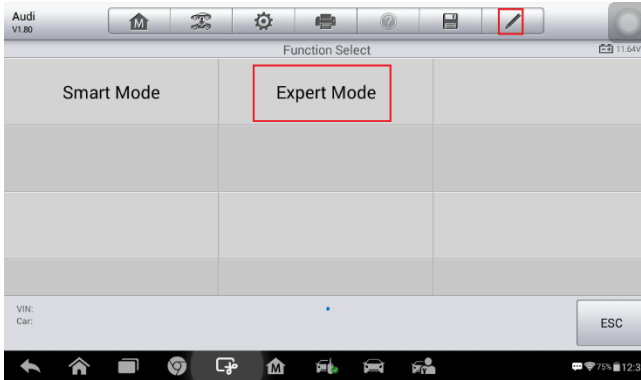 Audi
V1.80
Function Select
11.64V
Smart Mode
Expert Mode
VIN:
Car:
ESC
75%
12:3